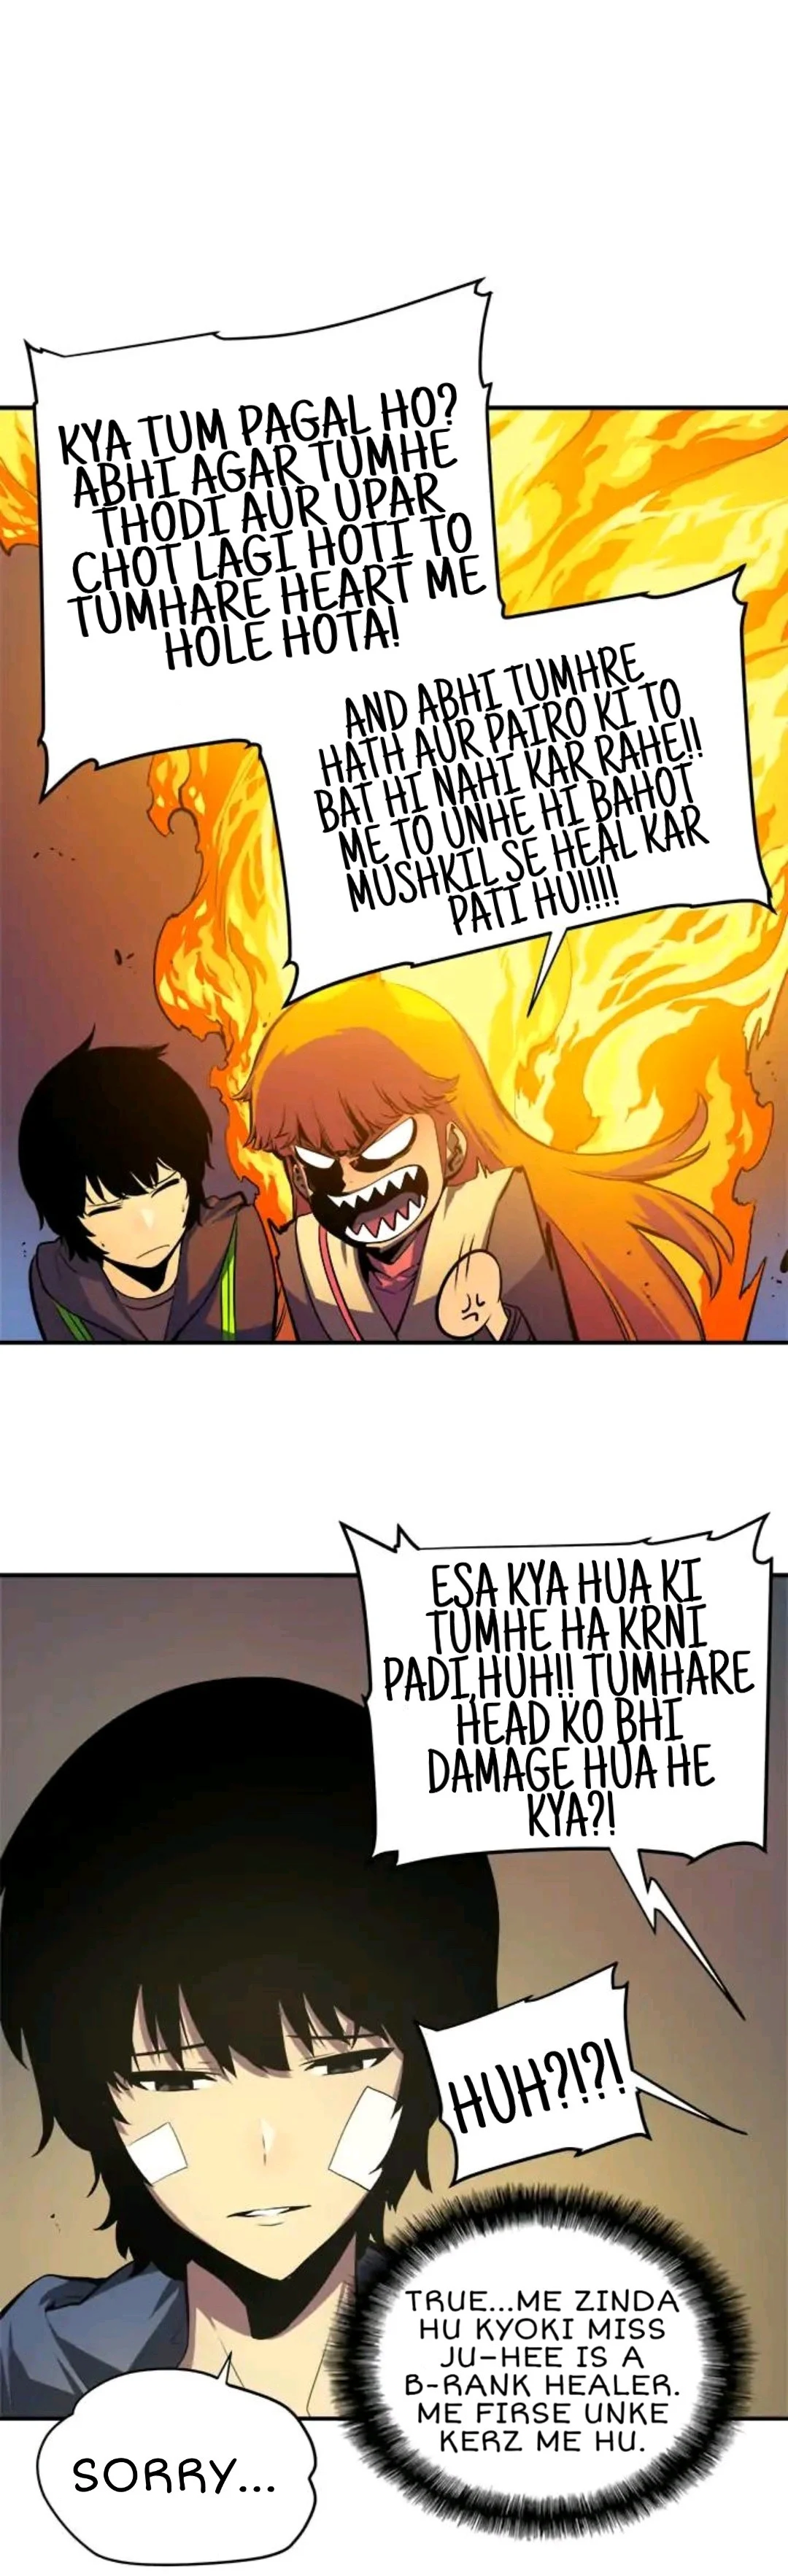 KYA TUM PAGAL HO?
ABHI AGAR TUMHE
THODI AUR UPAR
CHOT LAGI HOTI TO
TUMHARE HEART ME
HOLE HOTA!
AND ABHI TUMHRE
HATH AUR PAIRO KI TO
BAT HI NAHI KAR RAHE!!
ME TO UNHE HI BAHOT
MUSHKIL SE HEAL KAR
PATI HU!!!!
ESA KYA HUA KI
TUMHE HA KRNI
PADI,HUH!! TUMHARE
HEAD KO BHI
DAMAGE HUA HE
KYA?!
HUH?!?!
TRUE...ME ZINDA
HU KYOKI MISS
JU-HEE IS A
B-RANK HEALER.
ME FIRSE UNKE
KERZ ME HU.
SORRY...